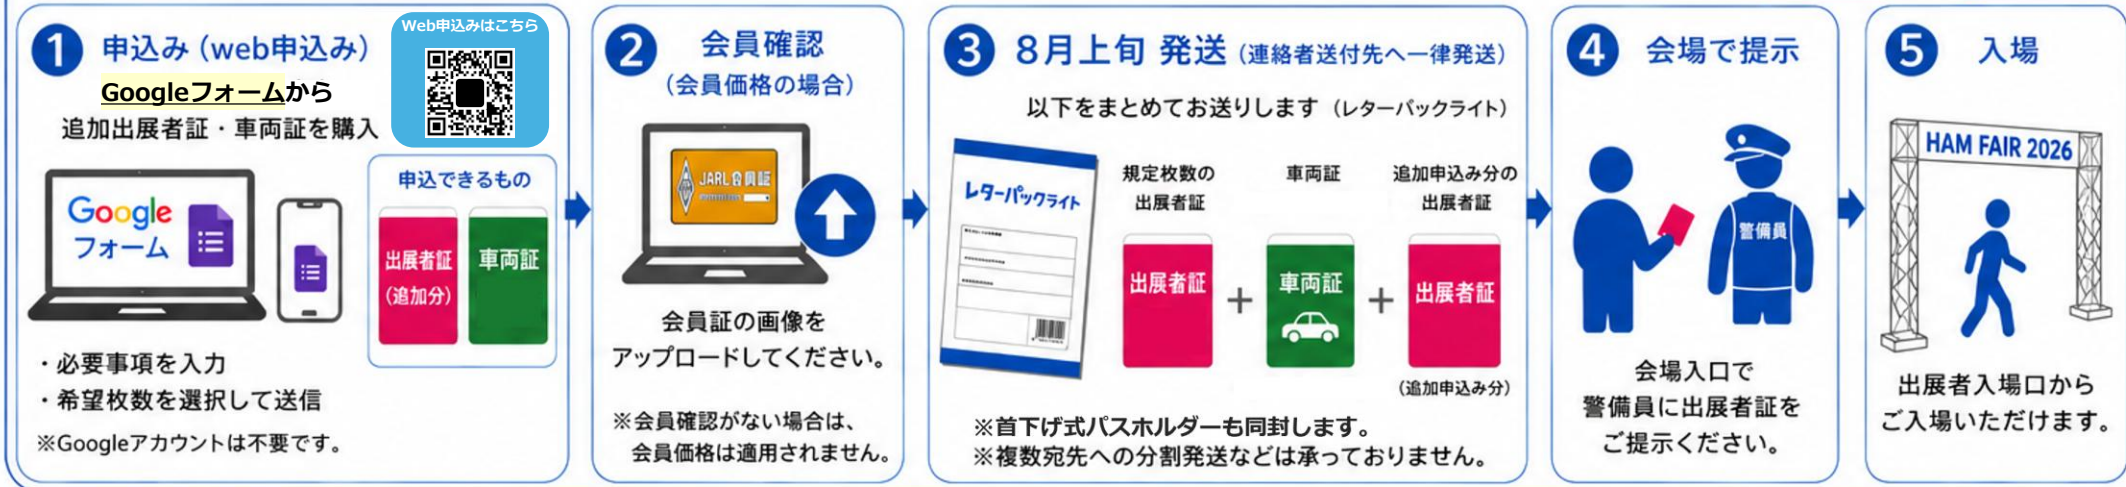 1 申込み（web申込み）
Web申込みはこちら
Googleフォームから
追加出展者証・車両証を購入
Google
フォーム
申込できるもの
出展者証
（追加分）
車両証
・必要事項を入力
・希望枚数を選択して送信
※Googleアカウントは不要です。
2 会員確認
（会員価格の場合）
JARL会員証
会員証の画像を
アップロードしてください。
※会員確認がない場合は、
会員価格は適用されません。
3 8月上旬 発送（連絡者送付先へ一律発送）
以下をまとめてお送りします（レターパックライト）
レターパックライト
規定枚数の
出展者証
車両証
追加申込み分の
出展者証
出展者証
+
車両証
+
出展者証
（追加申込み分）
※首下げ式パスホルダーも同封します。
※複数宛先への分割発送などは承っておりません。
4 会場で提示
警備員
会場入口で
警備員に出展者証を
ご提示ください。
5 入場
HAM FAIR 2026
出展者入場口から
ご入場いただけます。